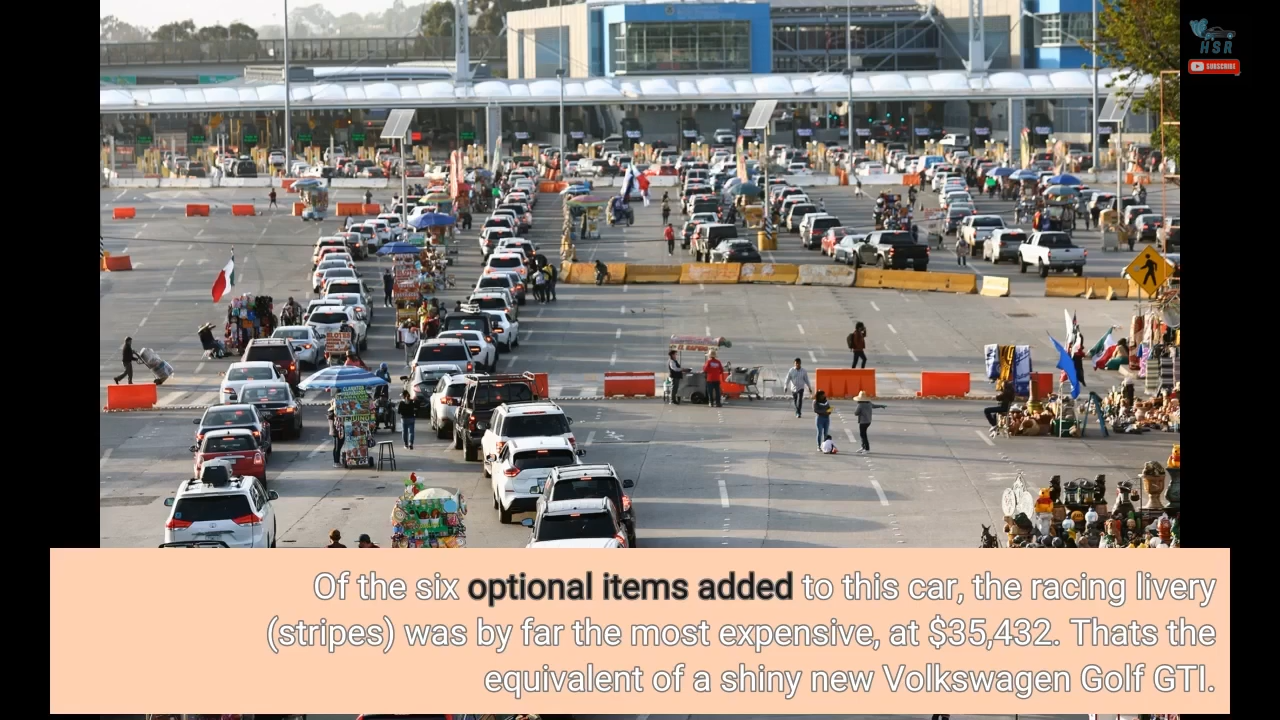 HSR
SUBSCRIBE
Of the six optional items added to this car, the racing livery
(stripes) was by far the most expensive, at $35,432. Thats the
equivalent of a shiny new Volkswagen Golf GTI.